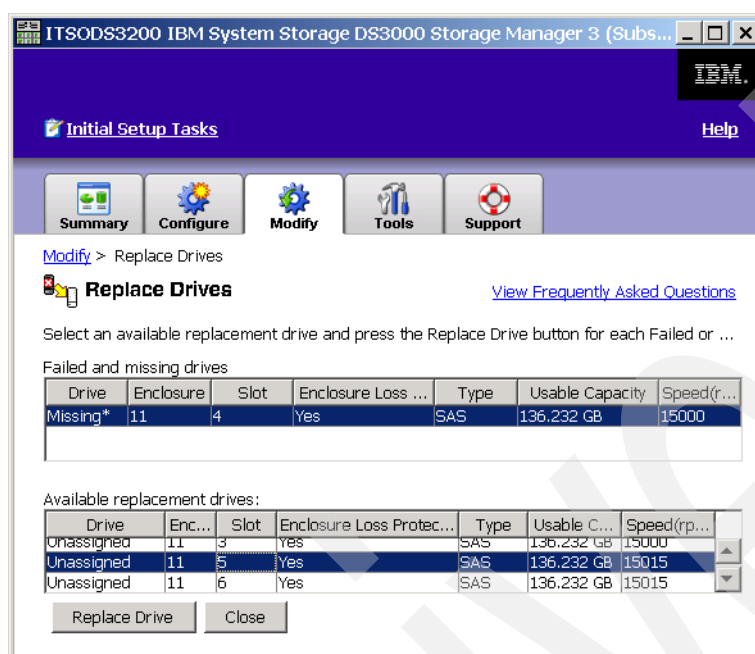 ITSODS3200 IBM System Storage DS3000 Storage Manager 3 (Subs...
IBM.
Initial Setup Tasks Help
Summary Configure Modify Tools Support
Modify > Replace Drives
Replace Drives View Frequently Asked Questions
Select an available replacement drive and press the Replace Drive button for each Failed or ...
Failed and missing drives
Drive Enclosure Slot Enclosure Loss ... Type Usable Capacity Speed(r...
Missing* 11 4 Yes SAS 136.232 GB 15000
Available replacement drives:
Drive Enc... Slot Enclosure Loss Protec... Type Usable C... Speed(rp...
Unassigned 11 3 Yes SAS 136.232 GB 15000
Unassigned 11 5 Yes SAS 136.232 GB 15015
Unassigned 11 6 Yes SAS 136.232 GB 15015
Replace Drive Close